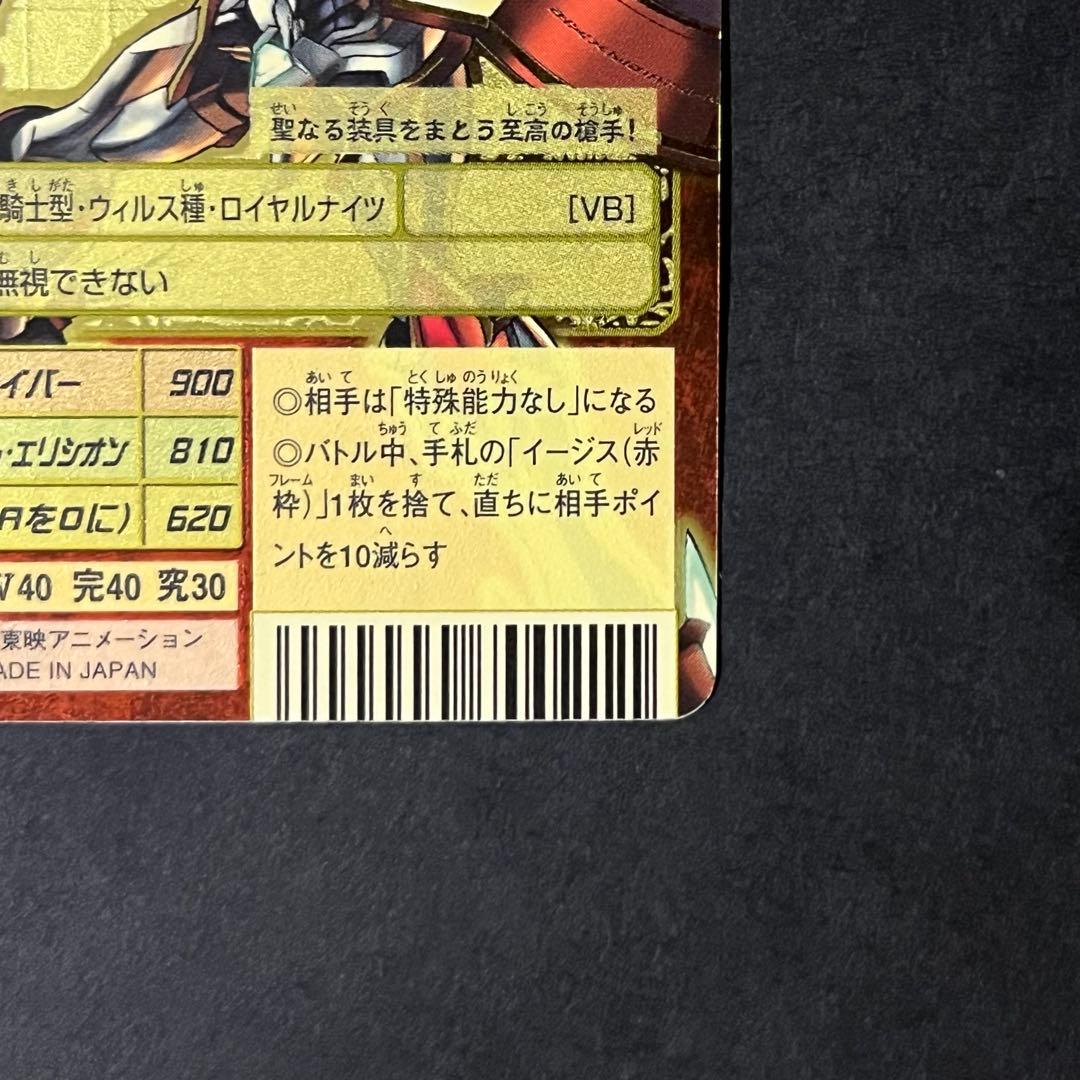 聖なる装具をまとう至高の槍手!
騎士型・ウィルス種・ロイヤルナイツ [VB]
無視できない
イバー 900
・エリシオン 810
Aを0に) 620
40 完40 究30
東映アニメーション
ADE IN JAPAN
◎相手は「特殊能力なし」になる
◎バトル中、手札の「イージス(赤
枠)」1枚を捨て、直ちに相手ポイ
ントを10減らす